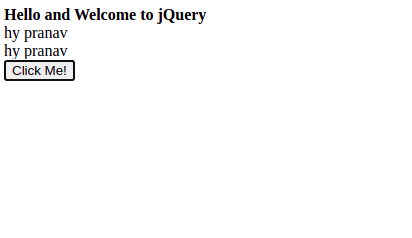 Hello and Welcome to jQuery
hy pranav
hy pranav
Click Me!